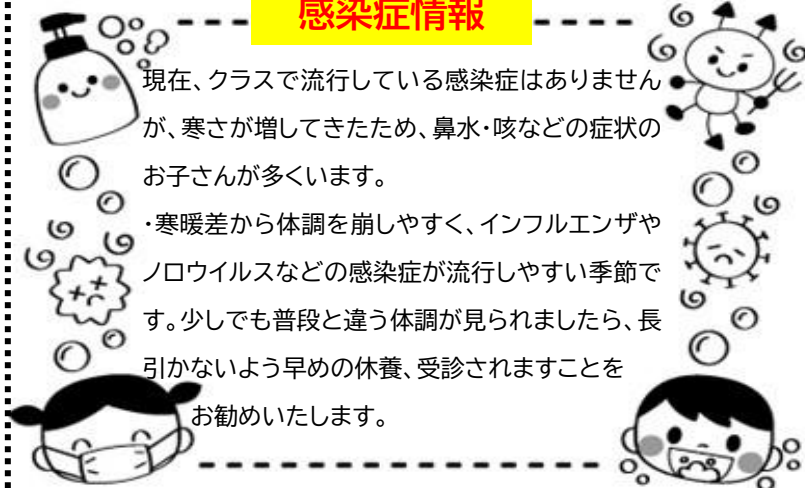 感染症情報
現在、クラスで流行している感染症はありません
が、寒さが増してきたため、鼻水・咳などの症状の
お子さんが多くいます。
・寒暖差から体調を崩しやすく、インフルエンザや
ノロウイルスなどの感染症が流行しやすい季節で
す。少しでも普段と違う体調が見られましたら、長
引かないよう早めの休養、受診されますことを
お勧めいたします。